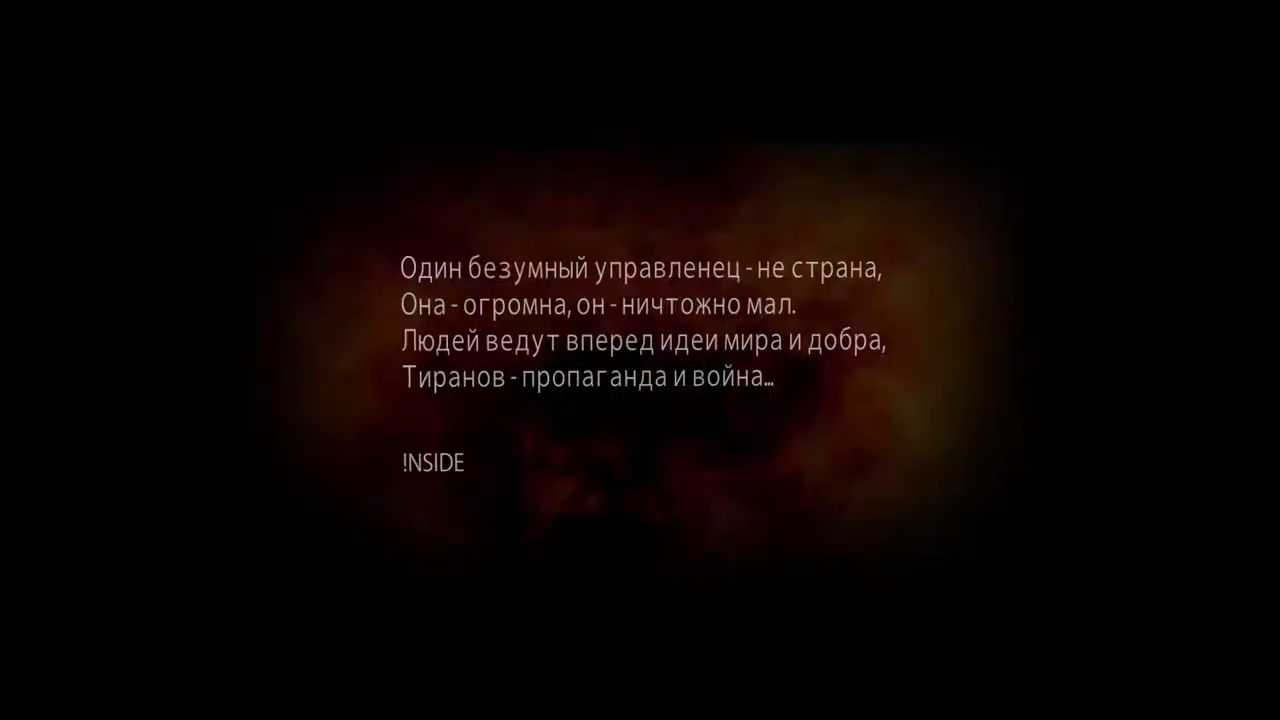 Один безумный управленец - не страна,
Она - огромна, он - ничтожно мал.
Людей ведут вперед идеи мира и добра,
Тиранов - пропаганда и война...
!NSIDE